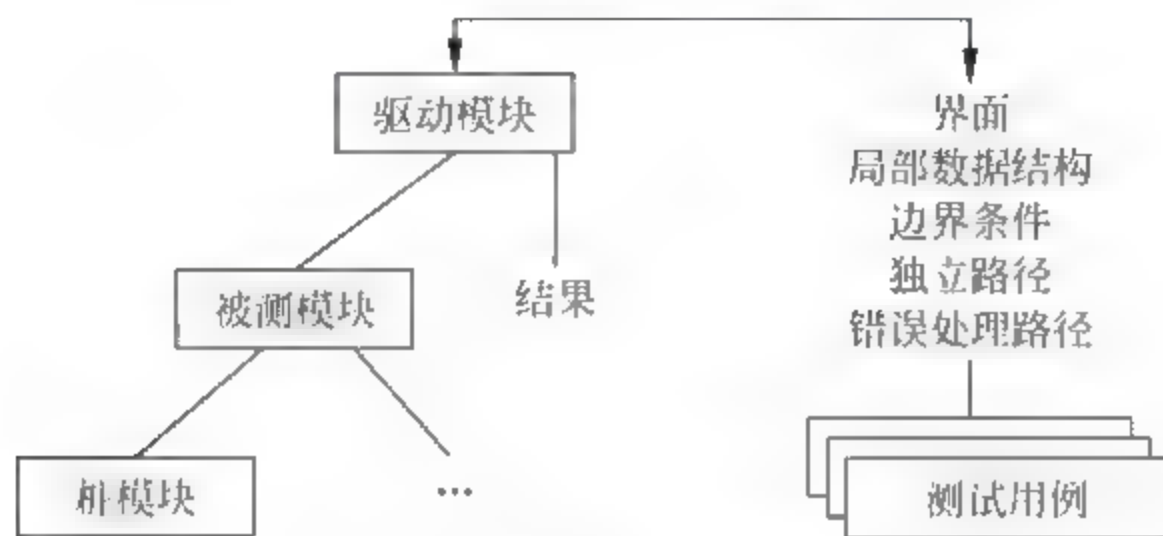 驱动模块
界面
局部数据结构
边界条件
独立路径
错误处理路径
被测模块
结果
桩模块
...
测试用例